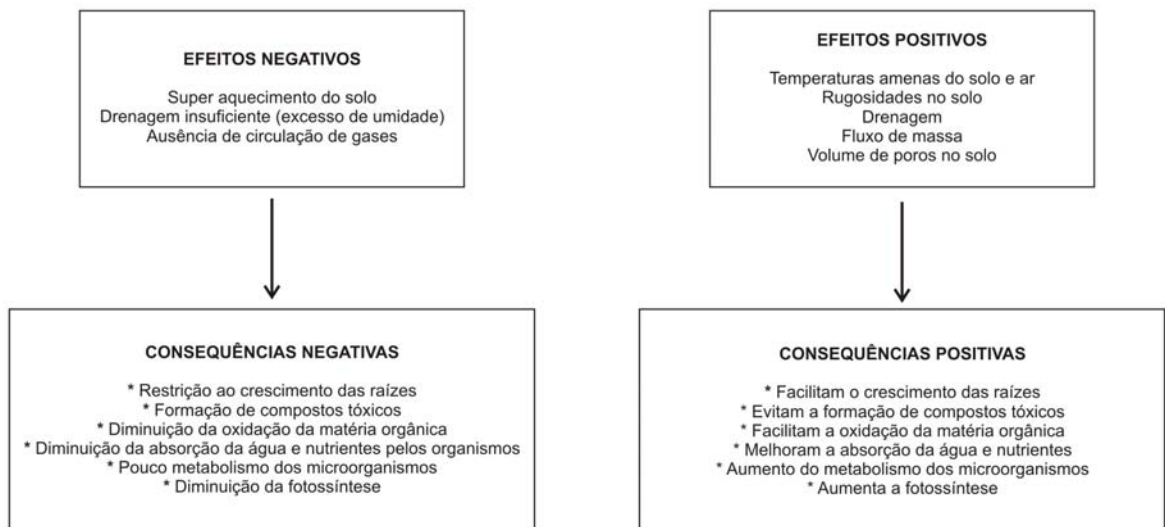 EFEITOS NEGATIVOS
Super aquecimento do solo
Drenagem insuficiente (excesso de umidade)
Ausência de circulação de gases
EFEITOS POSITIVOS
Temperaturas amenas do solo e ar
Rugosidades no solo
Drenagem
Fluxo de massa
Volume de poros no solo
CONSEQUÊNCIAS NEGATIVAS
* Restrição ao crescimento das raízes
* Formação de compostos tóxicos
* Diminuição da oxidação da matéria orgânica
* Diminuição da absorção da água e nutrientes pelos organismos
* Pouco metabolismo dos microorganismos
* Diminuição da fotossíntese
CONSEQUÊNCIAS POSITIVAS
* Facilitam o crescimento das raízes
* Evitam a formação de compostos tóxicos
* Facilitam a oxidação da matéria orgânica
* Melhoram a absorção da água e nutrientes
* Aumento do metabolismo dos microorganismos
* Aumenta a fotossíntese